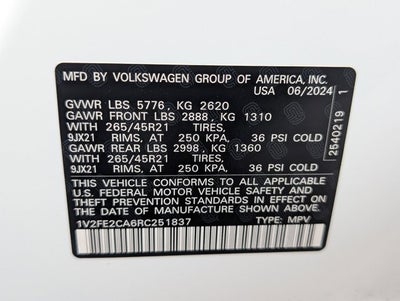 MFD BY VOLKSWAGEN GROUP OF AMERICA, INC.
USA 06/2024
GVWR LBS 5776, KG 2620
GAWR FRONT LBS 2888, KG 1310
WITH 265/45R21 TIRES,
9JX21 RIMS, AT 250 KPA, 36 PSI COLD
GAWR REAR LBS 2998, KG 1360
WITH 265/45R21 TIRES,
9JX21 RIMS, AT 250 KPA, 36 PSI COLD
THIS VEHICLE CONFORMS TO ALL APPLICABLE
U.S. FEDERAL MOTOR VEHICLE SAFETY AND
THEFT PREVENTION STANDARDS IN EFFECT ON THE
DATE OF MANUFACTURE SHOWN ABOVE
1V2FE2CA6RC251837 TYPE: MPV
2540219 1